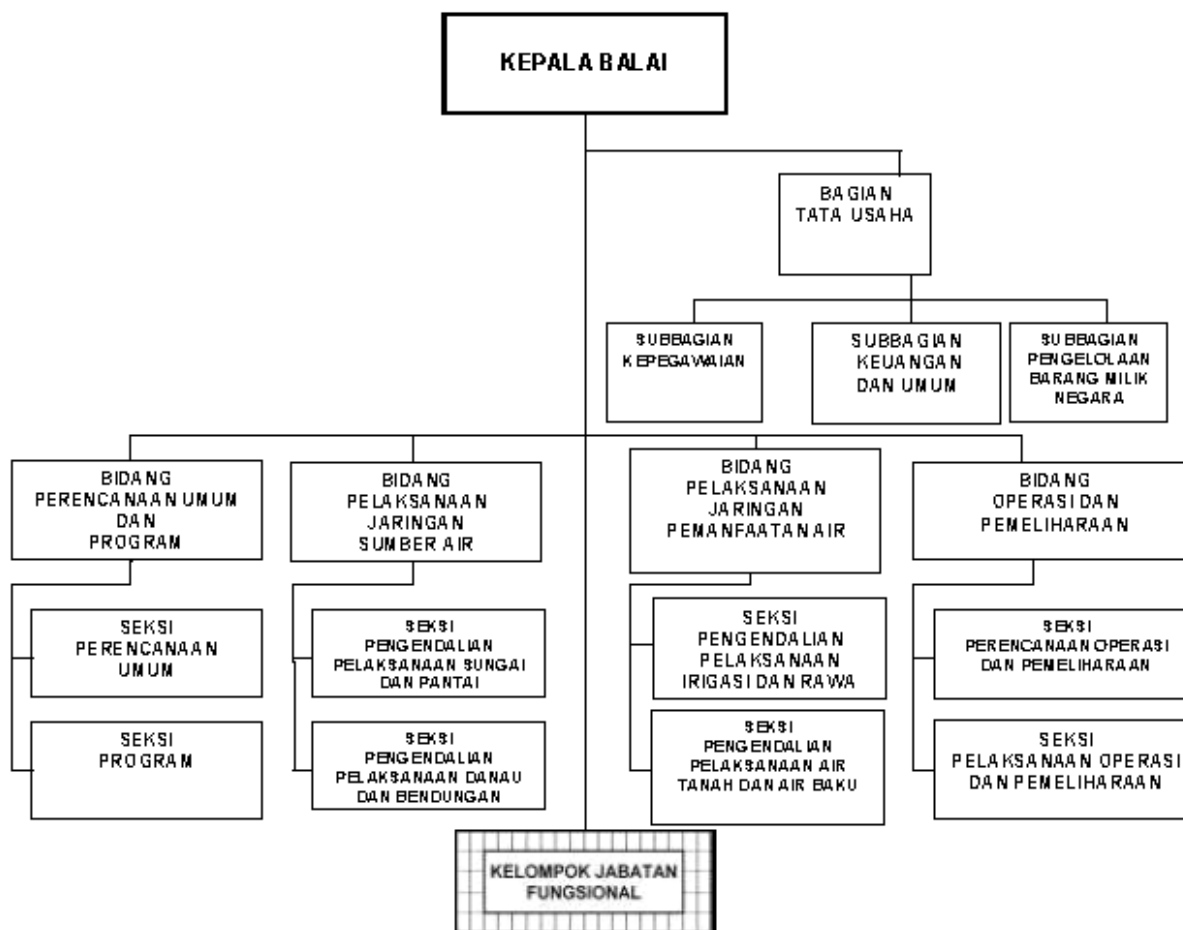 KEPALA BALAI
BAGIAN
TATA USAHA
SUBBAGIAN
KEPEGAWAIAN
SUBBAGIAN
KEUANGAN
DAN UMUM
SUBBAGIAN
PENGELOLAAN
BARANG MILIK
NEGARA
BIDANG
PERENCANAAN UMUM
DAN
PROGRAM
BIDANG
PELAKSANAAN
JARINGAN
SUMBER AIR
BIDANG
PELAKSANAAN
JARINGAN
PEMANFAATAN AIR
BIDANG
OPERASI DAN
PEMELIHARAAN
SEKSI
PERENCANAAN
UMUM
SEKSI
PENGENDALIAN
PELAKSANAAN SUNGAI
DAN PANTAI
SEKSI
PENGENDALIAN
PELAKSANAAN
IRIGASI DAN RAWA
SEKSI
PERENCANAAN OPERASI
DAN PEMELIHARAAN
SEKSI
PROGRAM
SEKSI
PENGENDALIAN
PELAKSANAAN DANAU
DAN BENDUNGAN
SEKSI
PENGENDALIAN
PELAKSANAAN AIR
TANAH DAN AIR BAKU
SEKSI
PELAKSANAAN OPERASI
DAN PEMELIHARAAN
KELOMPOK JABATAN
FUNGSIONAL